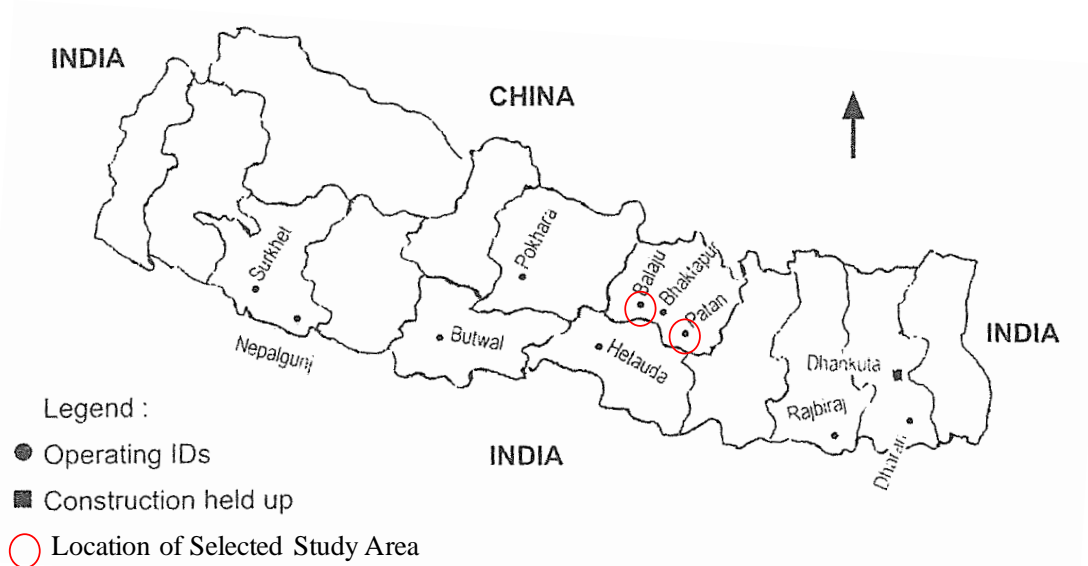 INDIA
CHINA
Surkhet
Pokhara
Balaju
Bhaktapur
Patan
Nepalgunj
Butwal
Hetauda
INDIA
Dhankuta
Rajbiraj
Dharan
INDIA
Legend :
Operating IDs
Construction held up
Location of Selected Study Area